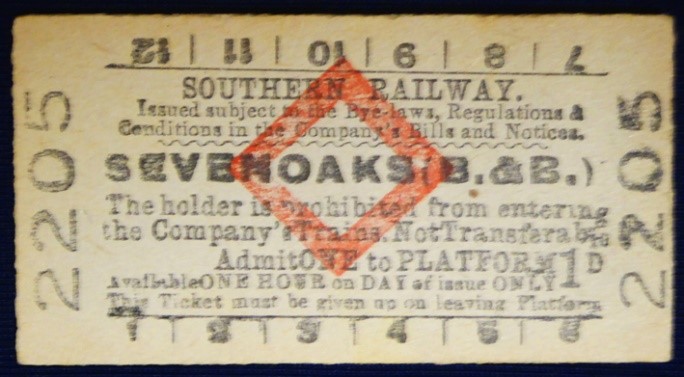 7 | 8 | 9 | 10 | 11 | 12
SOUTHERN RAILWAY.
Issued subject to the Bye-laws, Regulations &
Conditions in the Company's Bills and Notices.
SEVENOAKS (B.&B.)
The holder is prohibited from entering
the Company's Trains. Not Transferable
Admit ONE to PLATFORM 1D
Available ONE HOUR on DAY of issue ONLY
This Ticket must be given up on leaving Platform
1 | 2 | 3 | 4 | 5 | 6
2205
2205